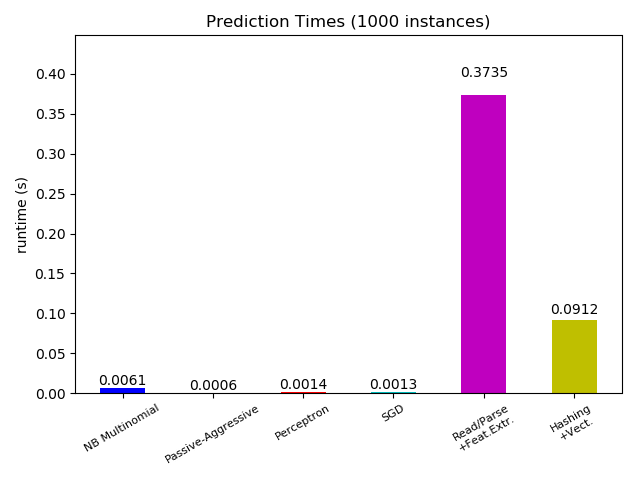 Prediction Times (1000 instances)
runtime (s)
0.40
0.35
0.30
0.25
0.20
0.15
0.10
0.05
0.00
0.0061
0.0006
0.0014
0.0013
0.3735
0.0912
NB Multinomial
Passive-Aggressive
Perceptron
SGD
Read/Parse
+Feat.Extr.
Hashing
+Vect.